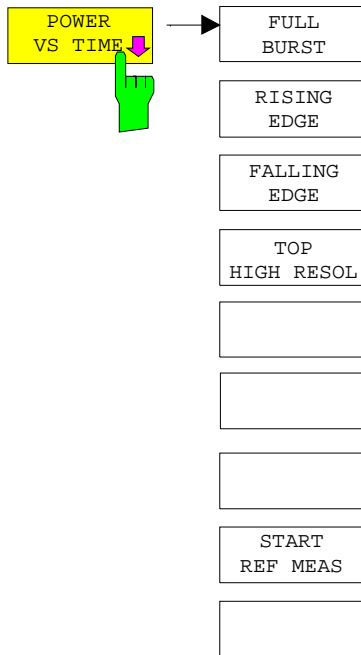 POWER
VS TIME
FULL
BURST
RISING
EDGE
FALLING
EDGE
TOP
HIGH RESOL
START
REF MEAS